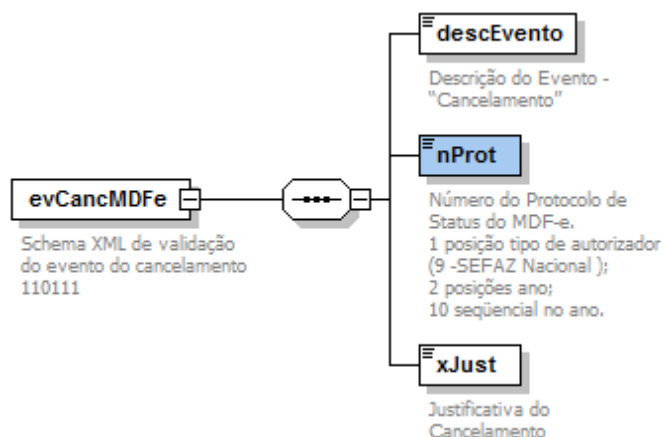 descEvento
Descrição do Evento -
"Cancelamento"
nProt
Número do Protocolo de
Status do MDF-e.
1 posição tipo de autorizador
(9 -SEFAZ Nacional );
2 posições ano;
10 seqüencial no ano.
evCancMDFe
Schema XML de validação
do evento do cancelamento
110111
xJust
Justificativa do
Cancelamento